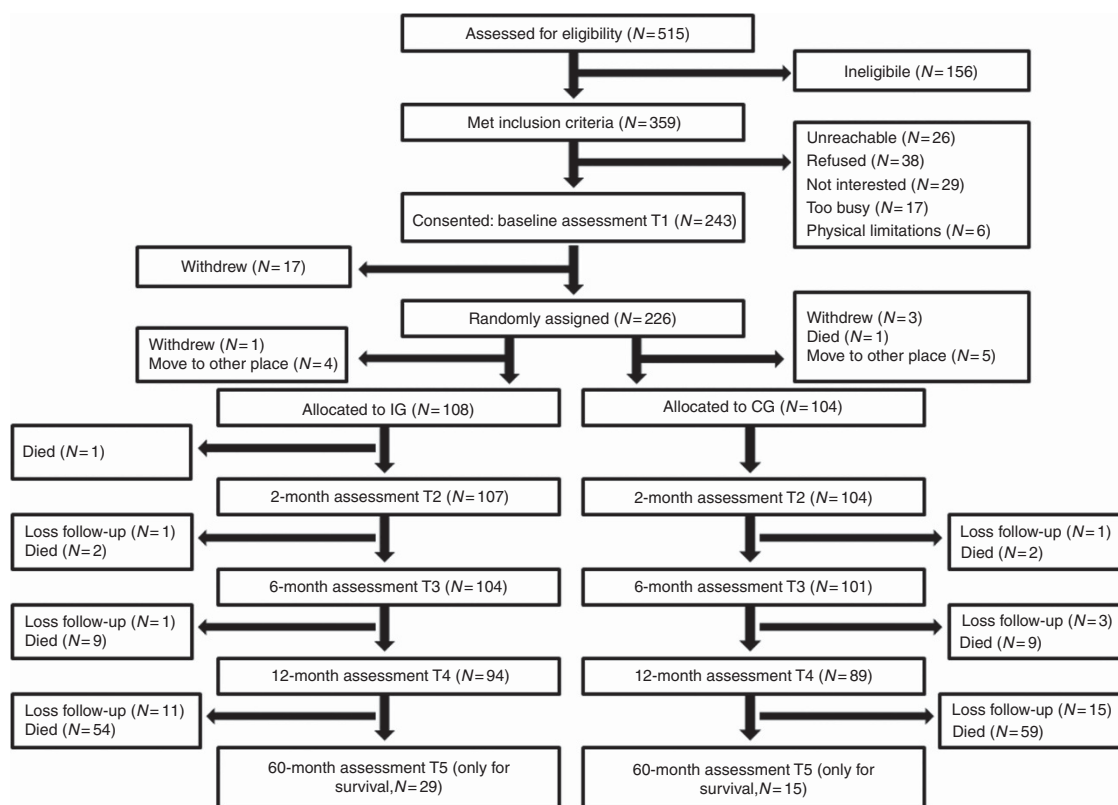 Assessed for eligibility (N=515)
Ineligibile (N=156)
Met inclusion criteria (N=359)
Unreachable (N=26)
Refused (N=38)
Not interested (N=29)
Too busy (N=17)
Physical limitations (N=6)
Consented: baseline assessment T1 (N=243)
Withdrew (N=17)
Randomly assigned (N=226)
Withdrew (N=1)
Move to other place (N=4)
Withdrew (N=3)
Died (N=1)
Move to other place (N=5)
Allocated to IG (N=108)
Allocated to CG (N=104)
Died (N=1)
2-month assessment T2 (N=107)
2-month assessment T2 (N=104)
Loss follow-up (N=1)
Died (N=2)
Loss follow-up (N=1)
Died (N=2)
6-month assessment T3 (N=104)
6-month assessment T3 (N=101)
Loss follow-up (N=1)
Died (N=9)
Loss follow-up (N=3)
Died (N=9)
12-month assessment T4 (N=94)
12-month assessment T4 (N=89)
Loss follow-up (N=11)
Died (N=54)
Loss follow-up (N=15)
Died (N=59)
60-month assessment T5 (only for
survival,N=29)
60-month assessment T5 (only for
survival,N=15)